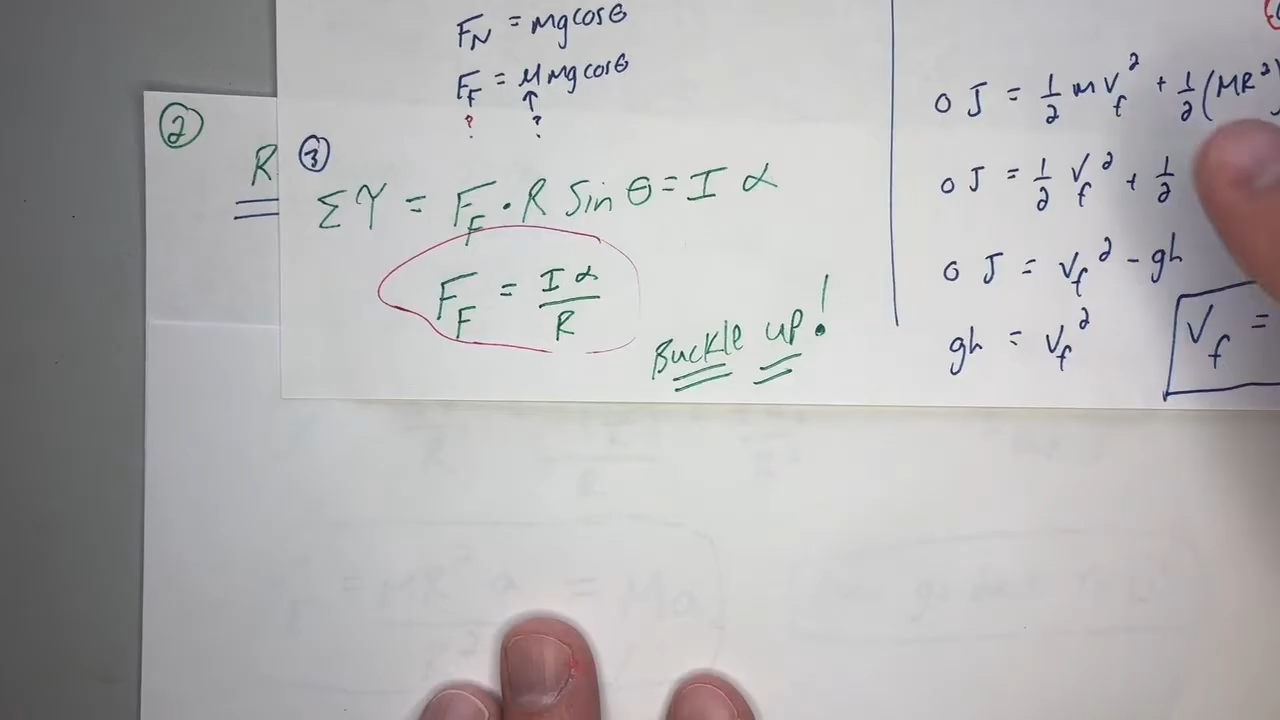 F_N = mg cos θ
F_F = μ mg cos θ
? ↑ ?
②
R
③
Στ = F_F · R Sin θ = I α
F_F = Iα / R
Buckle up!
0 J = 1/2 m v_f² + 1/2 (MR²)
0 J = 1/2 v_f² + 1/2
0 J = v_f² - gh
gh = v_f²
v_f =